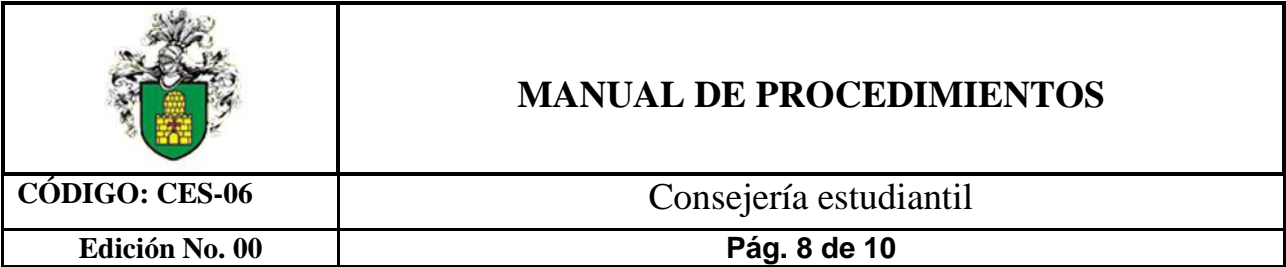 MANUAL DE PROCEDIMIENTOS
CÓDIGO: CES-06
Consejería estudiantil
Edición No. 00
Pág. 8 de 10